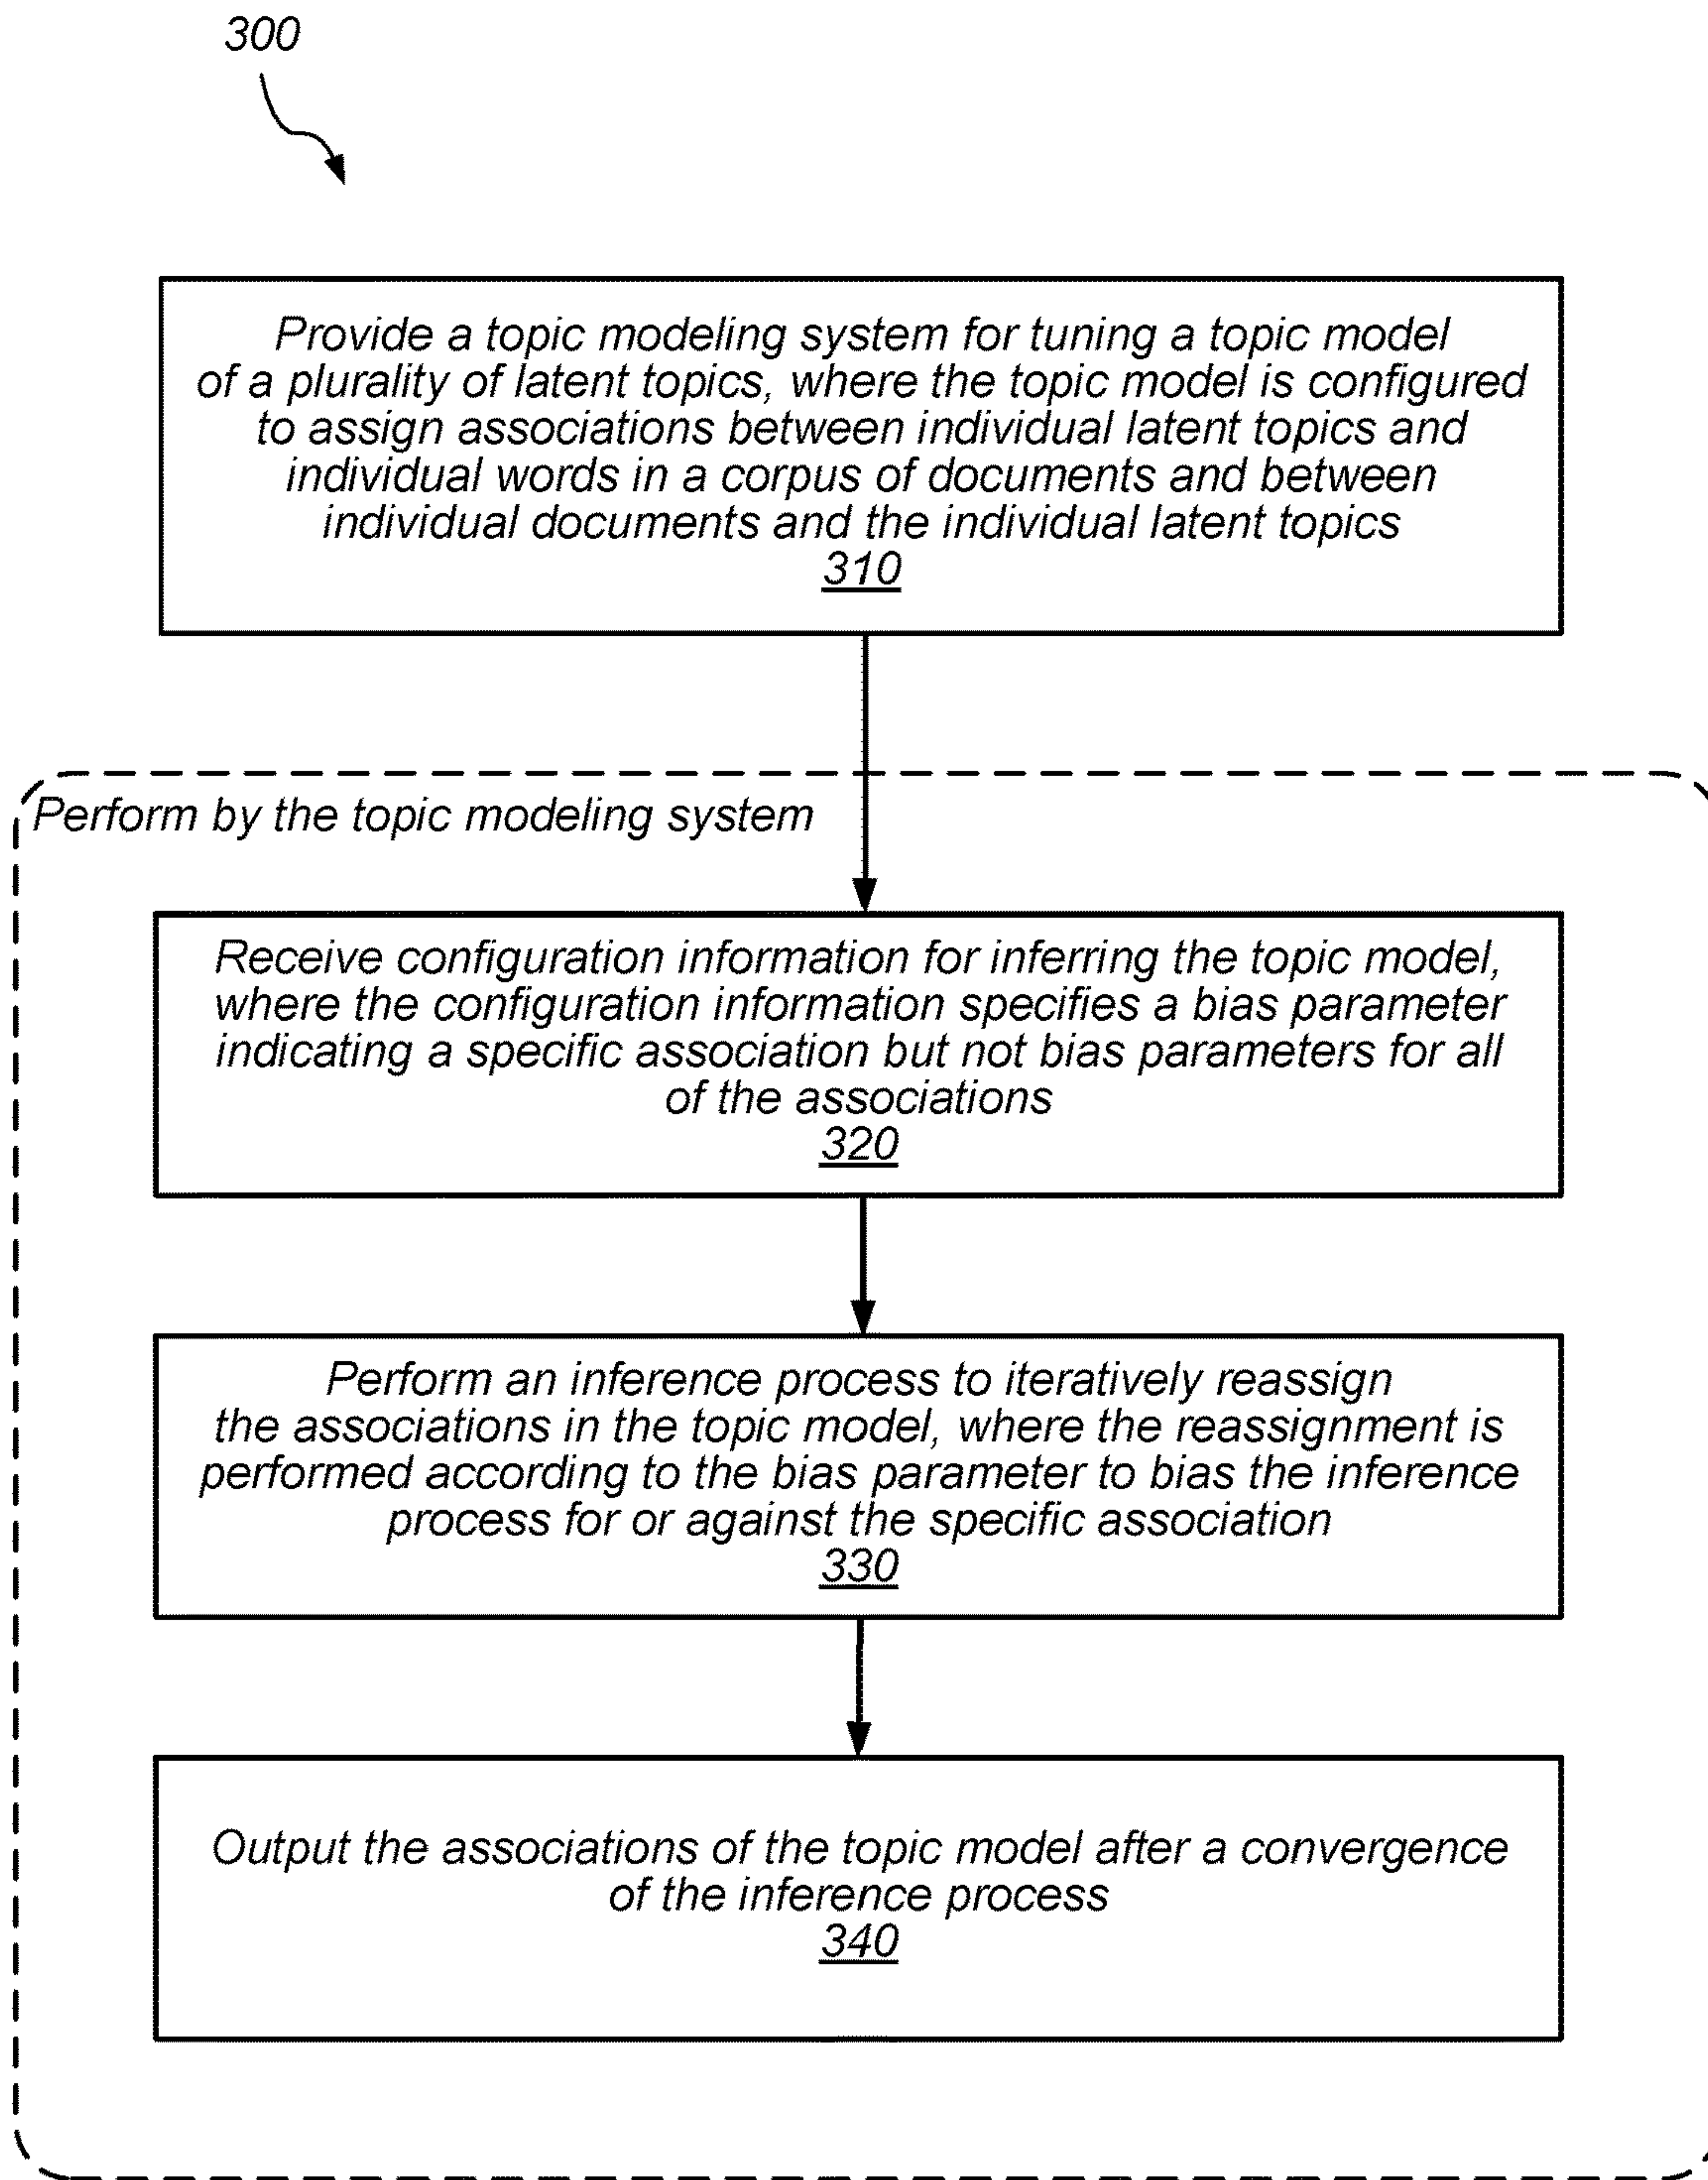 300
Provide a topic modeling system for tuning a topic model
of a plurality of latent topics, where the topic model is configured
to assign associations between individual latent topics and
individual words in a corpus of documents and between
individual documents and the individual latent topics
310
Perform by the topic modeling system
Receive configuration information for inferring the topic model,
where the configuration information specifies a bias parameter
indicating a specific association but not bias parameters for all
of the associations
320
Perform an inference process to iteratively reassign
the associations in the topic model, where the reassignment is
performed according to the bias parameter to bias the inference
process for or against the specific association
330
Output the associations of the topic model after a convergence
of the inference process
340